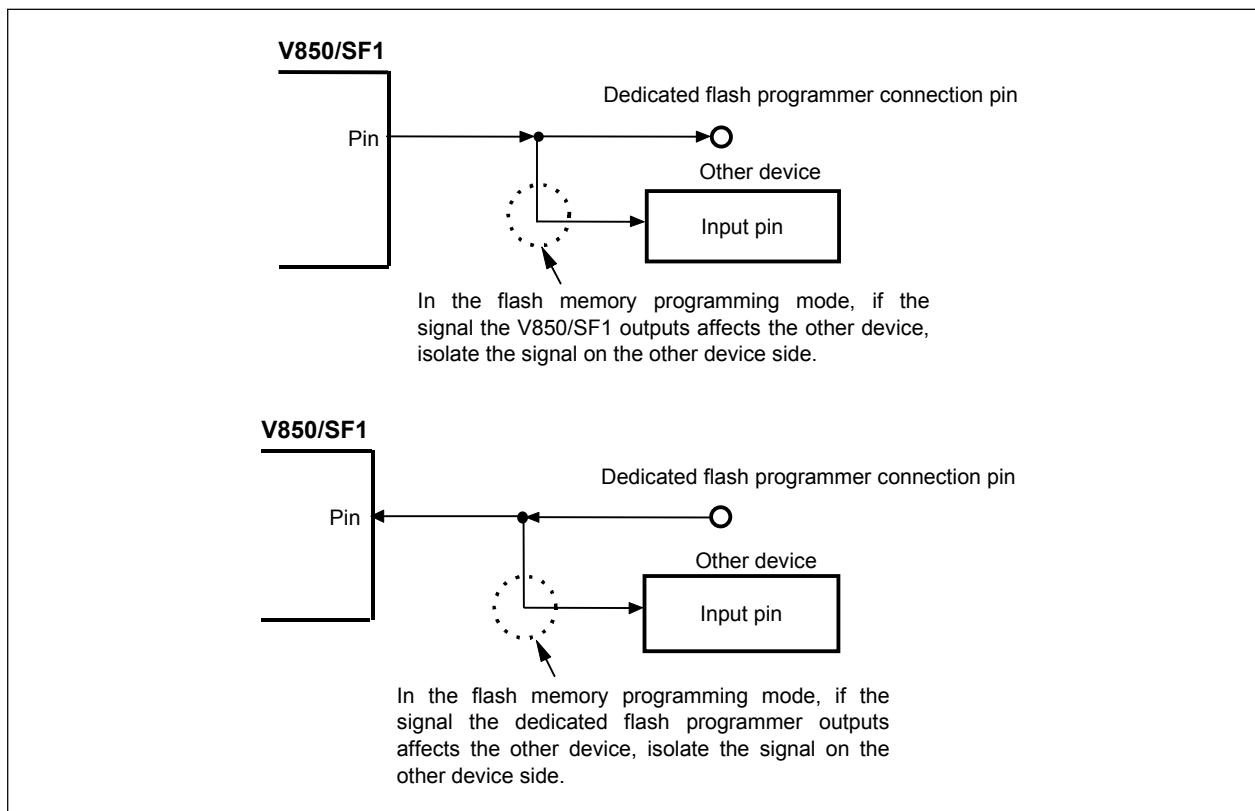 V850/SF1
Dedicated flash programmer connection pin
Pin
Other device
Input pin
In the flash memory programming mode, if the
signal the V850/SF1 outputs affects the other device,
isolate the signal on the other device side.
V850/SF1
Dedicated flash programmer connection pin
Pin
Other device
Input pin
In the flash memory programming mode, if the
signal the dedicated flash programmer outputs
affects the other device, isolate the signal on the
other device side.